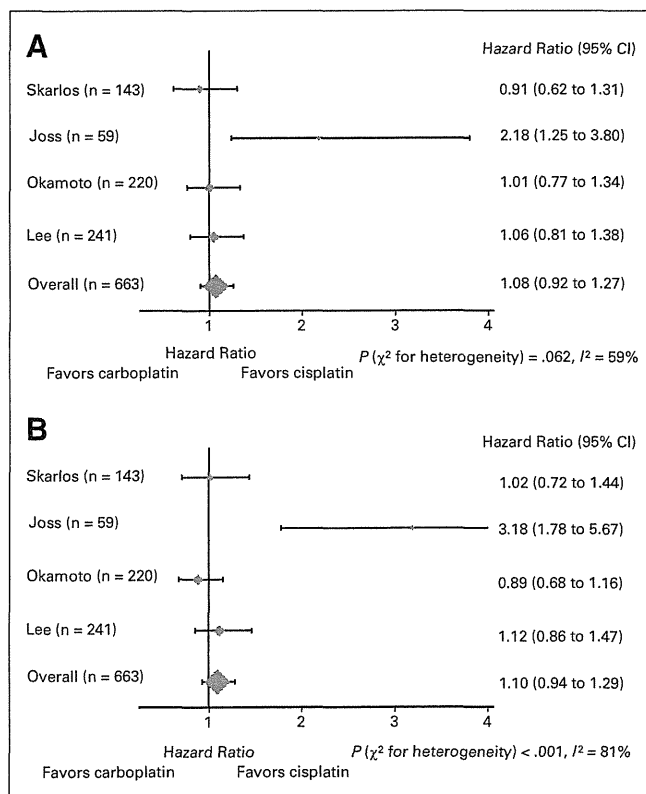 A
Hazard Ratio (95% CI)
Skarlos (n = 143) 0.91 (0.62 to 1.31)
Joss (n = 59) 2.18 (1.25 to 3.80)
Okamoto (n = 220) 1.01 (0.77 to 1.34)
Lee (n = 241) 1.06 (0.81 to 1.38)
Overall (n = 663) 1.08 (0.92 to 1.27)
1 2 3 4
Hazard Ratio P (χ² for heterogeneity) = .062, I² = 59%
Favors carboplatin Favors cisplatin
B
Hazard Ratio (95% CI)
Skarlos (n = 143) 1.02 (0.72 to 1.44)
Joss (n = 59) 3.18 (1.78 to 5.67)
Okamoto (n = 220) 0.89 (0.68 to 1.16)
Lee (n = 241) 1.12 (0.86 to 1.47)
Overall (n = 663) 1.10 (0.94 to 1.29)
1 2 3 4
Hazard Ratio P (χ² for heterogeneity) < .001, I² = 81%
Favors carboplatin Favors cisplatin